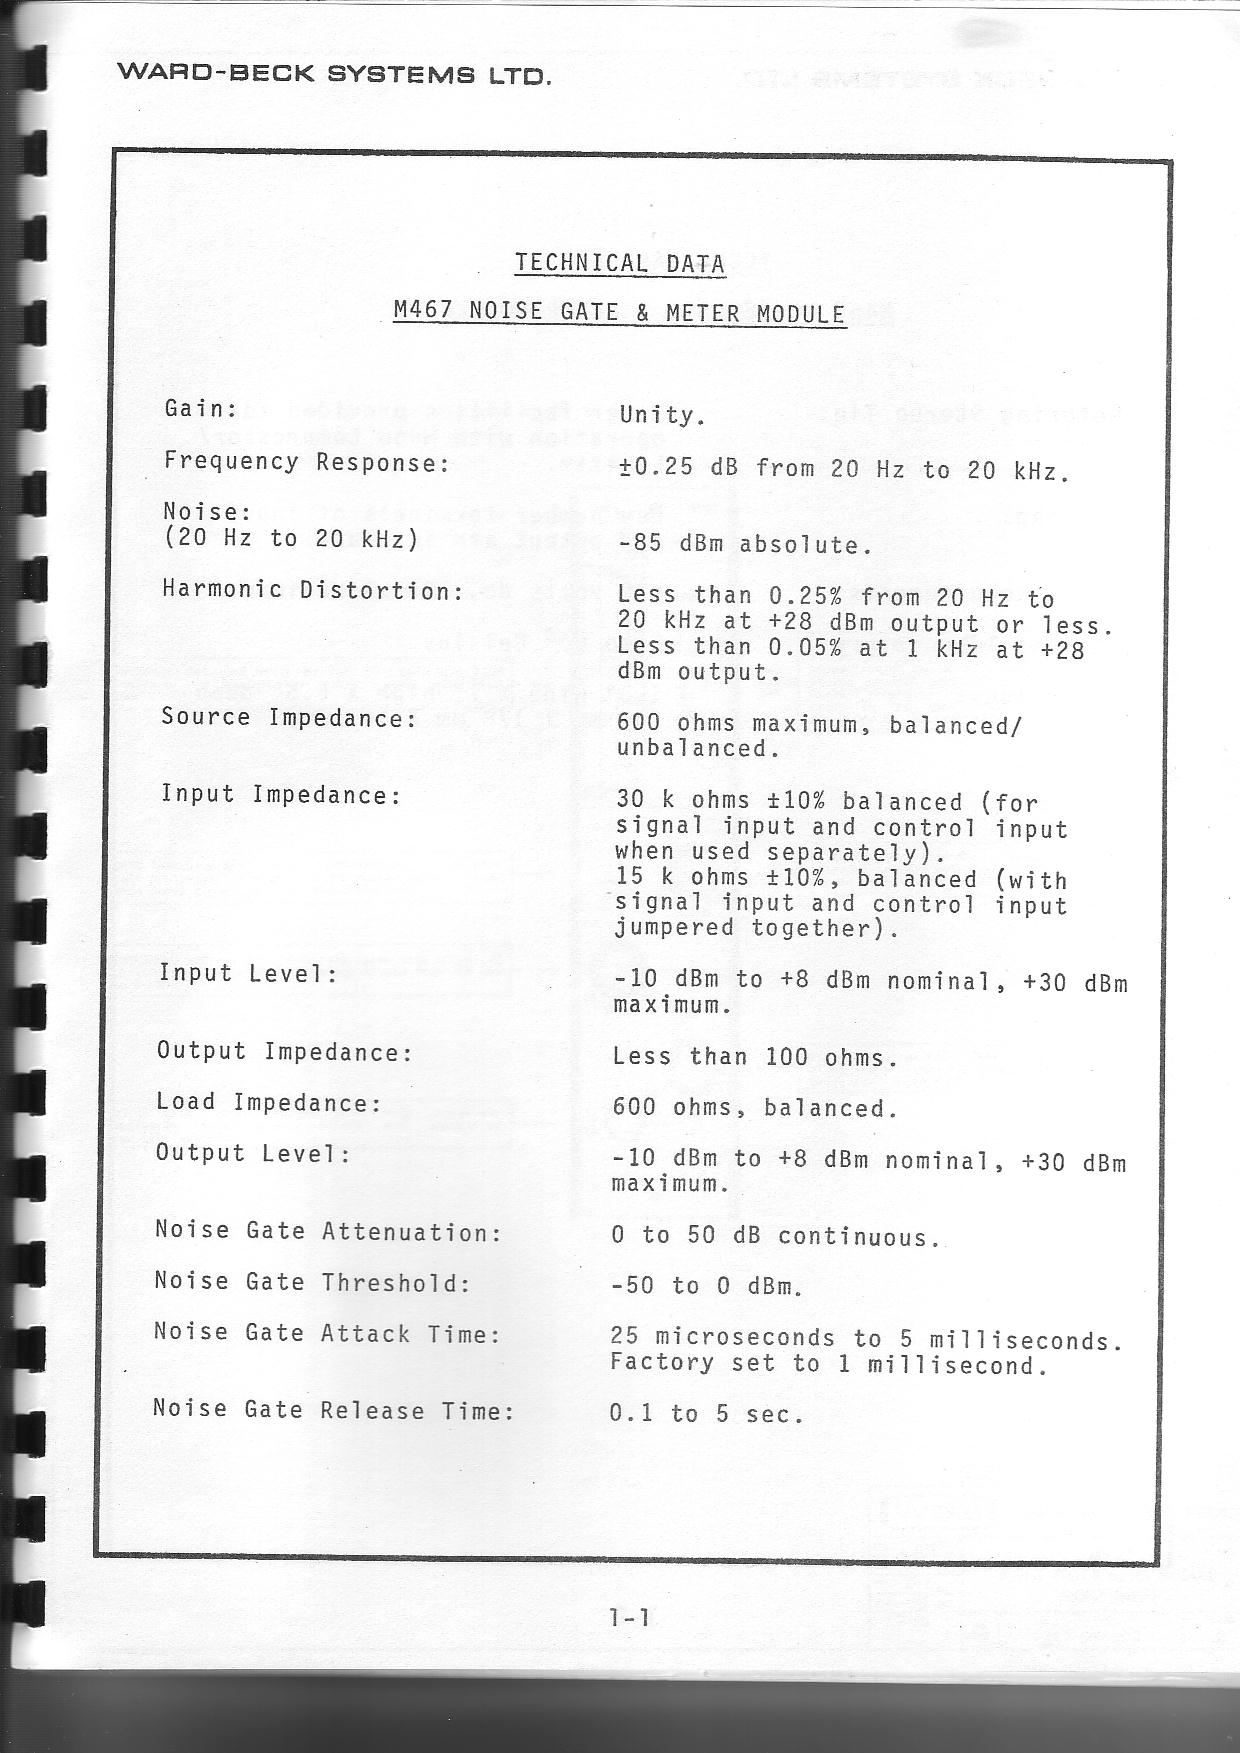 WARD-BECK SYSTEMS LTD.
TECHNICAL DATA
M467 NOISE GATE & METER MODULE
Gain: Unity.
Frequency Response: ±0.25 dB from 20 Hz to 20 kHz.
Noise:
(20 Hz to 20 kHz) -85 dBm absolute.
Harmonic Distortion: Less than 0.25% from 20 Hz to
20 kHz at +28 dBm output or less.
Less than 0.05% at 1 kHz at +28
dBm output.
Source Impedance: 600 ohms maximum, balanced/
unbalanced.
Input Impedance: 30 k ohms ±10% balanced (for
signal input and control input
when used separately).
15 k ohms ±10%, balanced (with
signal input and control input
jumpered together).
Input Level: -10 dBm to +8 dBm nominal, +30 dBm
maximum.
Output Impedance: Less than 100 ohms.
Load Impedance: 600 ohms, balanced.
Output Level: -10 dBm to +8 dBm nominal, +30 dBm
maximum.
Noise Gate Attenuation: 0 to 50 dB continuous.
Noise Gate Threshold: -50 to 0 dBm.
Noise Gate Attack Time: 25 microseconds to 5 milliseconds.
Factory set to 1 millisecond.
Noise Gate Release Time: 0.1 to 5 sec.
1-1